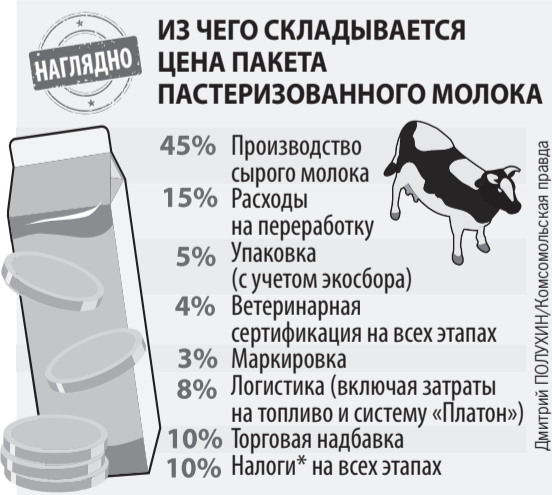 НАГЛЯДНО
ИЗ ЧЕГО СКЛАДЫВАЕТСЯ
ЦЕНА ПАКЕТА
ПАСТЕРИЗОВАННОГО МОЛОКА
45% Производство
сырого молока
15% Расходы
на переработку
5% Упаковка
(с учетом экосбора)
4% Ветеринарная
сертификация на всех этапах
3% Маркировка
8% Логистика (включая затраты
на топливо и систему «Платон»)
10% Торговая надбавка
10% Налоги* на всех этапах
Дмитрий ПОЛУХИН/Комсомольская правда